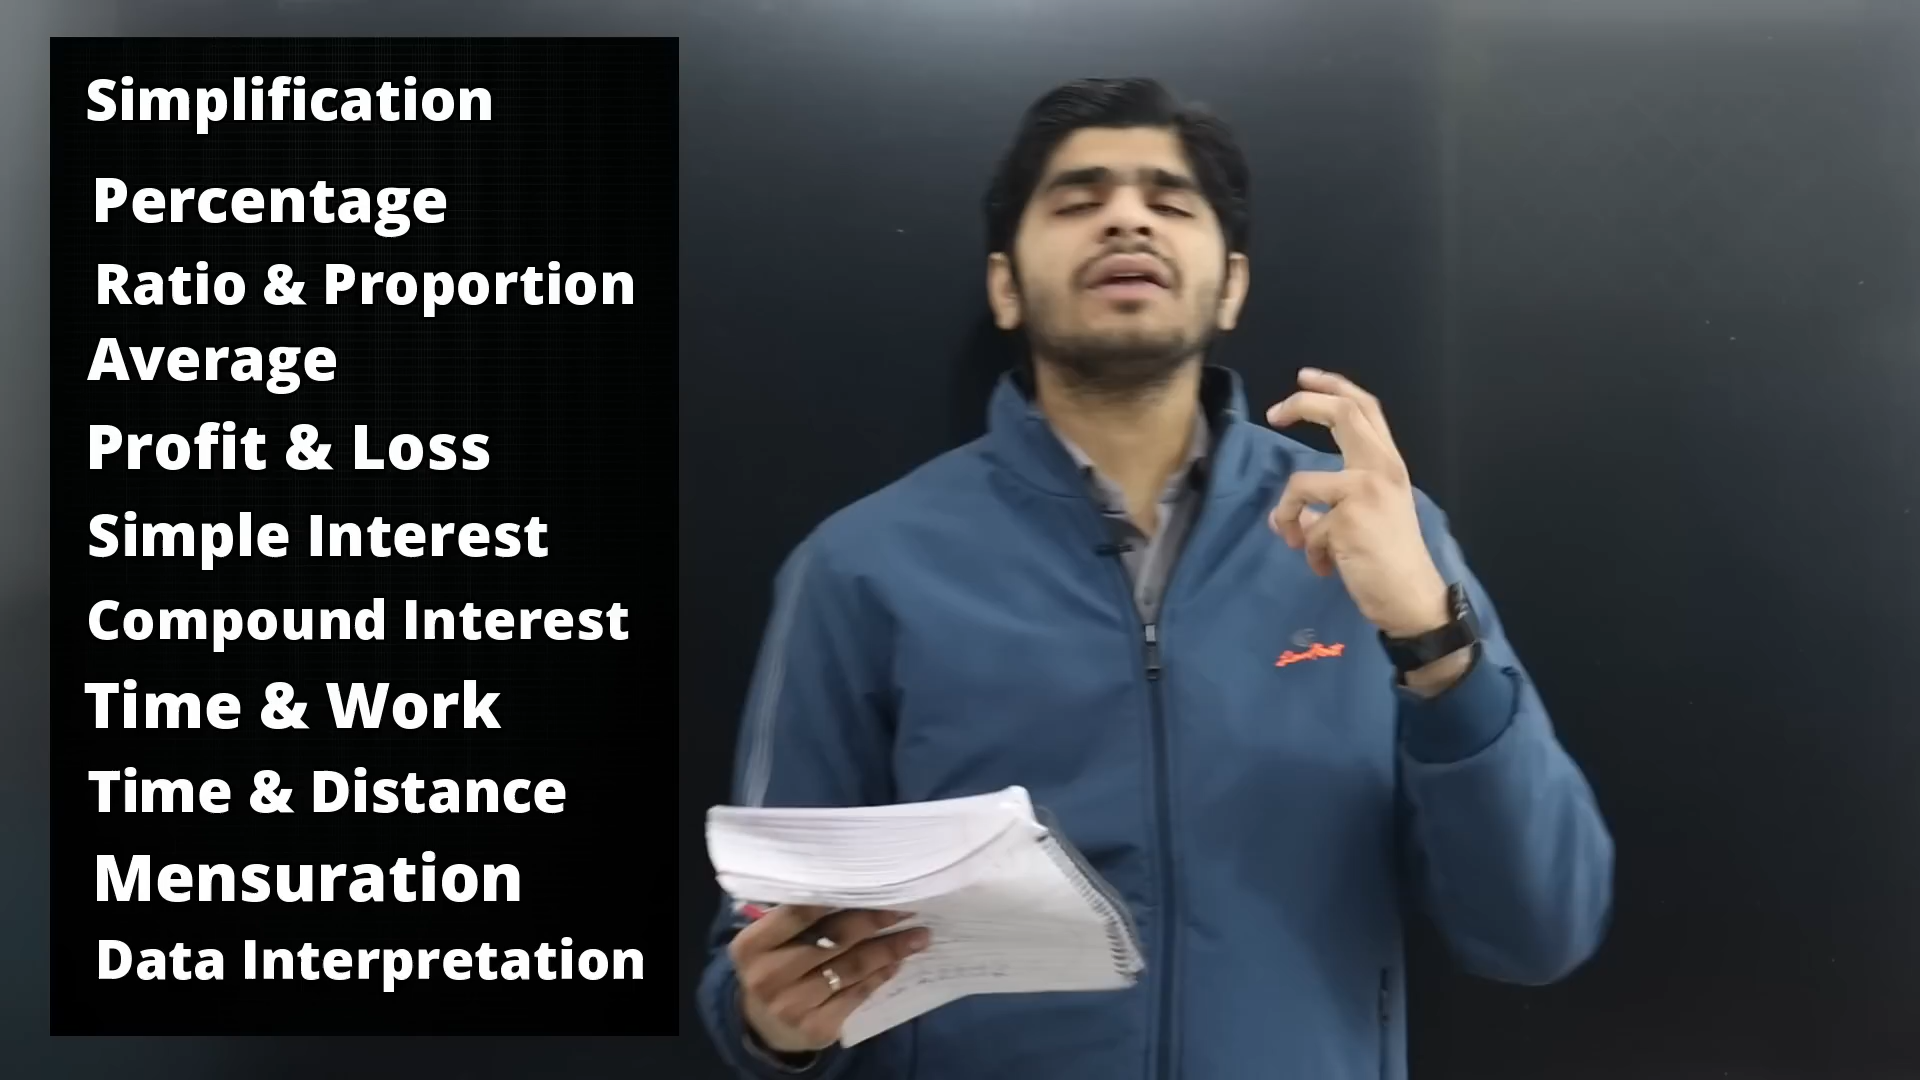 Simplification
Percentage
Ratio & Proportion
Average
Profit & Loss
Simple Interest
Compound Interest
Time & Work
Time & Distance
Mensuration
Data Interpretation